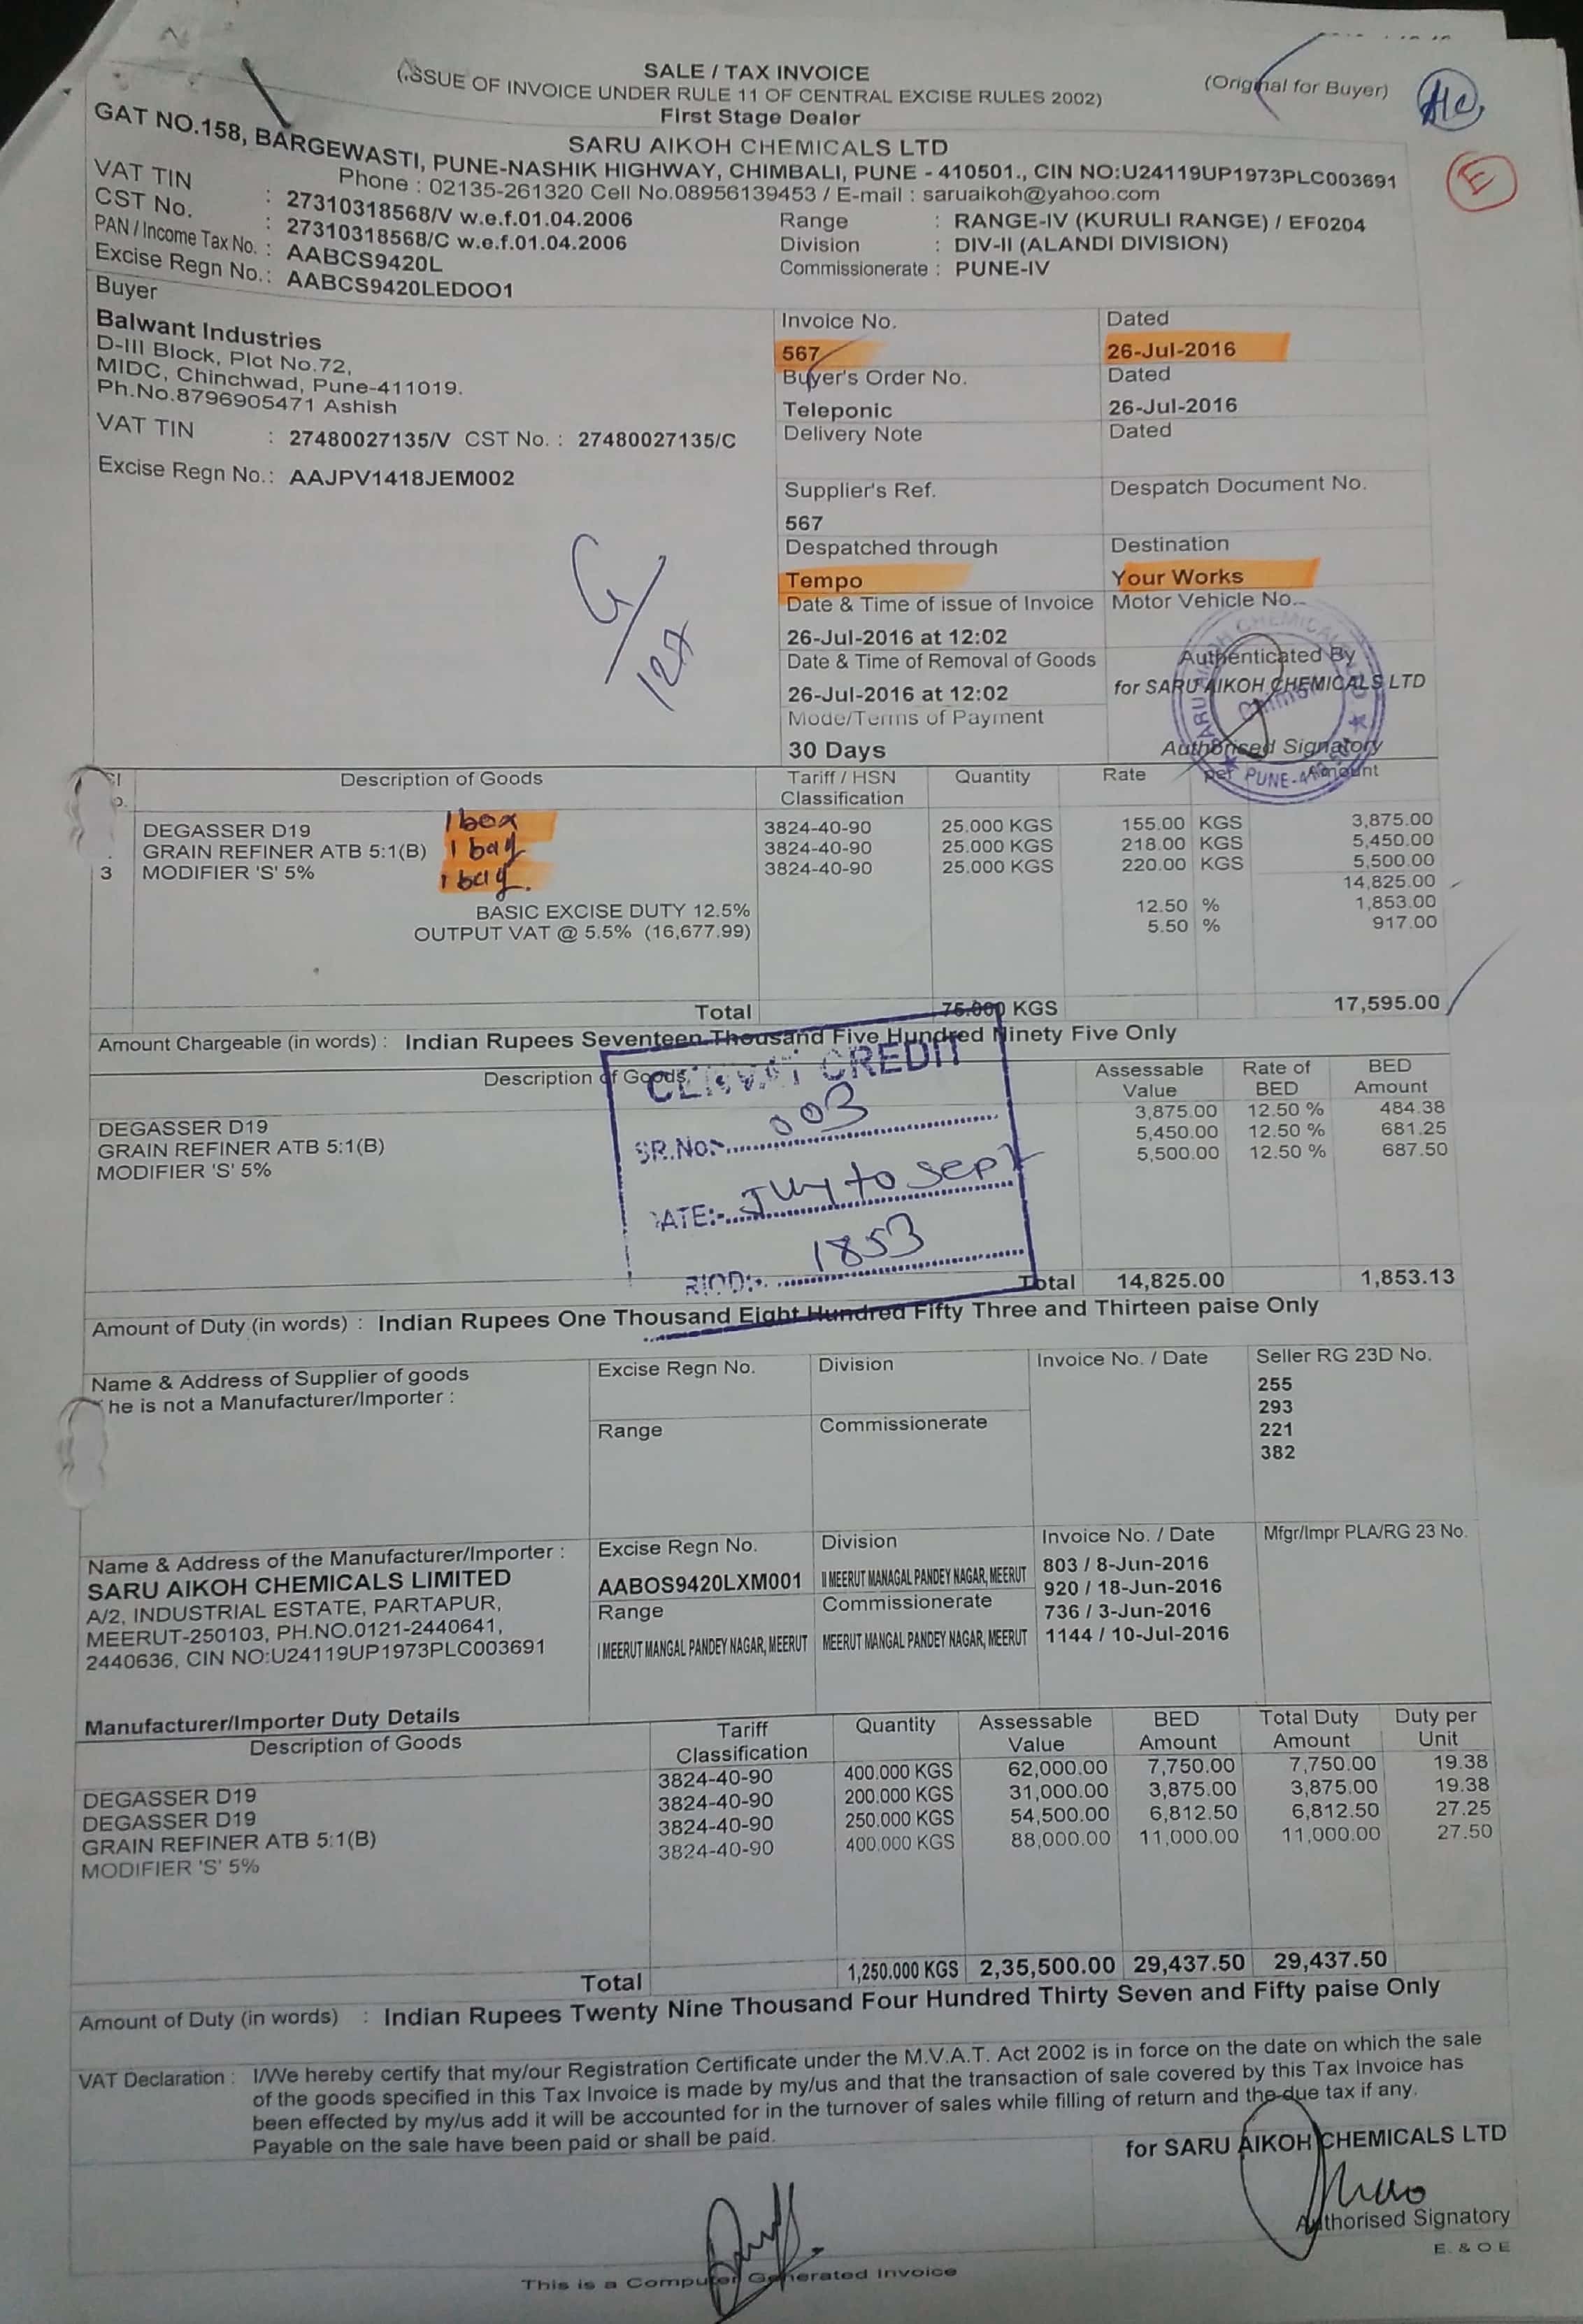 SALE / TAX INVOICE
(ISSUE OF INVOICE UNDER RULE 11 OF CENTRAL EXCISE RULES 2002)
(Original for Buyer)
First Stage Dealer
SARU AIKOH CHEMICALS LTD
GAT NO.158, BARGEWASTI, PUNE-NASHIK HIGHWAY, CHIMBALI, PUNE - 410501., CIN NO:U24119UP1973PLC003691
Phone : 02135-261320 Cell No.08956139453 / E-mail : saruaikoh@yahoo.com
E
VAT TIN : 27310318568/V w.e.f.01.04.2006
CST No. : 27310318568/C w.e.f.01.04.2006
PAN / Income Tax No. : AABCS9420L
Excise Regn No.: AABCS9420LEDOO1
Range : RANGE-IV (KURULI RANGE) / EF0204
Division : DIV-II (ALANDI DIVISION)
Commissionerate : PUNE-IV
Buyer
Balwant Industries
D-III Block, Plot No.72,
MIDC, Chinchwad, Pune-411019.
Ph.No.8796905471 Ashish
VAT TIN : 27480027135/V CST No. : 27480027135/C
Excise Regn No.: AAJPV1418JEM002
Invoice No. Dated
567 26-Jul-2016
Buyer's Order No. Dated
Teleponic 26-Jul-2016
Delivery Note Dated
Supplier's Ref. Despatch Document No.
567
Despatched through Destination
Tempo Your Works
Date & Time of issue of Invoice Motor Vehicle No.
26-Jul-2016 at 12:02
Date & Time of Removal of Goods
26-Jul-2016 at 12:02
Mode/Terms of Payment
30 Days
Authenticated By
for SARU AIKOH CHEMICALS LTD
Authorised Signatory
Description of Goods Tariff / HSN Classification Quantity Rate per Amount
DEGASSER D19 1 box 3824-40-90 25.000 KGS 155.00 KGS 3,875.00
GRAIN REFINER ATB 5:1(B) 1 bag 3824-40-90 25.000 KGS 218.00 KGS 5,450.00
3 MODIFIER 'S' 5% 1 bag. 3824-40-90 25.000 KGS 220.00 KGS 5,500.00
14,825.00
BASIC EXCISE DUTY 12.5% 12.50 % 1,853.00
OUTPUT VAT @ 5.5% (16,677.99) 5.50 % 917.00
Total 75.000 KGS 17,595.00
Amount Chargeable (in words) : Indian Rupees Seventeen Thousand Five Hundred Ninety Five Only
Description of Goods Assessable Value Rate of BED BED Amount
DEGASSER D19 3,875.00 12.50 % 484.38
GRAIN REFINER ATB 5:1(B) 5,450.00 12.50 % 681.25
MODIFIER 'S' 5% 5,500.00 12.50 % 687.50
CENVAT CREDIT
SR.No:- 003
ATE:- July to Sept
RIOD:- 1853
Total 14,825.00 1,853.13
Amount of Duty (in words) : Indian Rupees One Thousand Eight Hundred Fifty Three and Thirteen paise Only
Name & Address of Supplier of goods
he is not a Manufacturer/Importer :
Excise Regn No. Division Invoice No. / Date Seller RG 23D No.
255
293
221
382
Range Commissionerate
Name & Address of the Manufacturer/Importer :
SARU AIKOH CHEMICALS LIMITED
A/2, INDUSTRIAL ESTATE, PARTAPUR,
MEERUT-250103, PH.NO.0121-2440641,
2440636, CIN NO:U24119UP1973PLC003691
Excise Regn No. Division Invoice No. / Date Mfgr/Impr PLA/RG 23 No.
AABOS9420LXM001 II MEERUT MANAGAL PANDEY NAGAR, MEERUT
Range Commissionerate
I MEERUT MANGAL PANDEY NAGAR, MEERUT MEERUT MANGAL PANDEY NAGAR, MEERUT
803 / 8-Jun-2016
920 / 18-Jun-2016
736 / 3-Jun-2016
1144 / 10-Jul-2016
Manufacturer/Importer Duty Details
Description of Goods Tariff Classification Quantity Assessable Value BED Amount Total Duty Amount Duty per Unit
DEGASSER D19 3824-40-90 400.000 KGS 62,000.00 7,750.00 7,750.00 19.38
DEGASSER D19 3824-40-90 200.000 KGS 31,000.00 3,875.00 3,875.00 19.38
GRAIN REFINER ATB 5:1(B) 3824-40-90 250.000 KGS 54,500.00 6,812.50 6,812.50 27.25
MODIFIER 'S' 5% 3824-40-90 400.000 KGS 88,000.00 11,000.00 11,000.00 27.50
Total 1,250.000 KGS 2,35,500.00 29,437.50 29,437.50
Amount of Duty (in words) : Indian Rupees Twenty Nine Thousand Four Hundred Thirty Seven and Fifty paise Only
VAT Declaration : I/We hereby certify that my/our Registration Certificate under the M.V.A.T. Act 2002 is in force on the date on which the sale
of the goods specified in this Tax Invoice is made by my/us and that the transaction of sale covered by this Tax Invoice has
been effected by my/us add it will be accounted for in the turnover of sales while filling of return and the due tax if any.
Payable on the sale have been paid or shall be paid.
for SARU AIKOH CHEMICALS LTD
Authorised Signatory
E. & O E
This is a Computer Generated Invoice